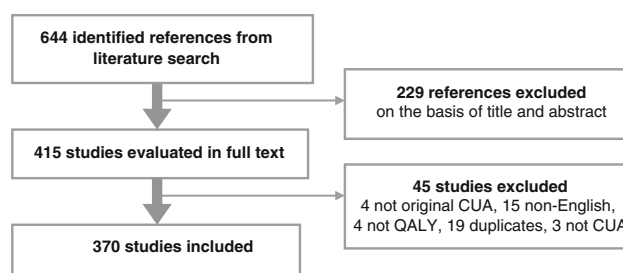 644 identified references from
literature search
229 references excluded
on the basis of title and abstract
415 studies evaluated in full text
45 studies excluded
4 not original CUA, 15 non-English,
4 not QALY, 19 duplicates, 3 not CUA
370 studies included